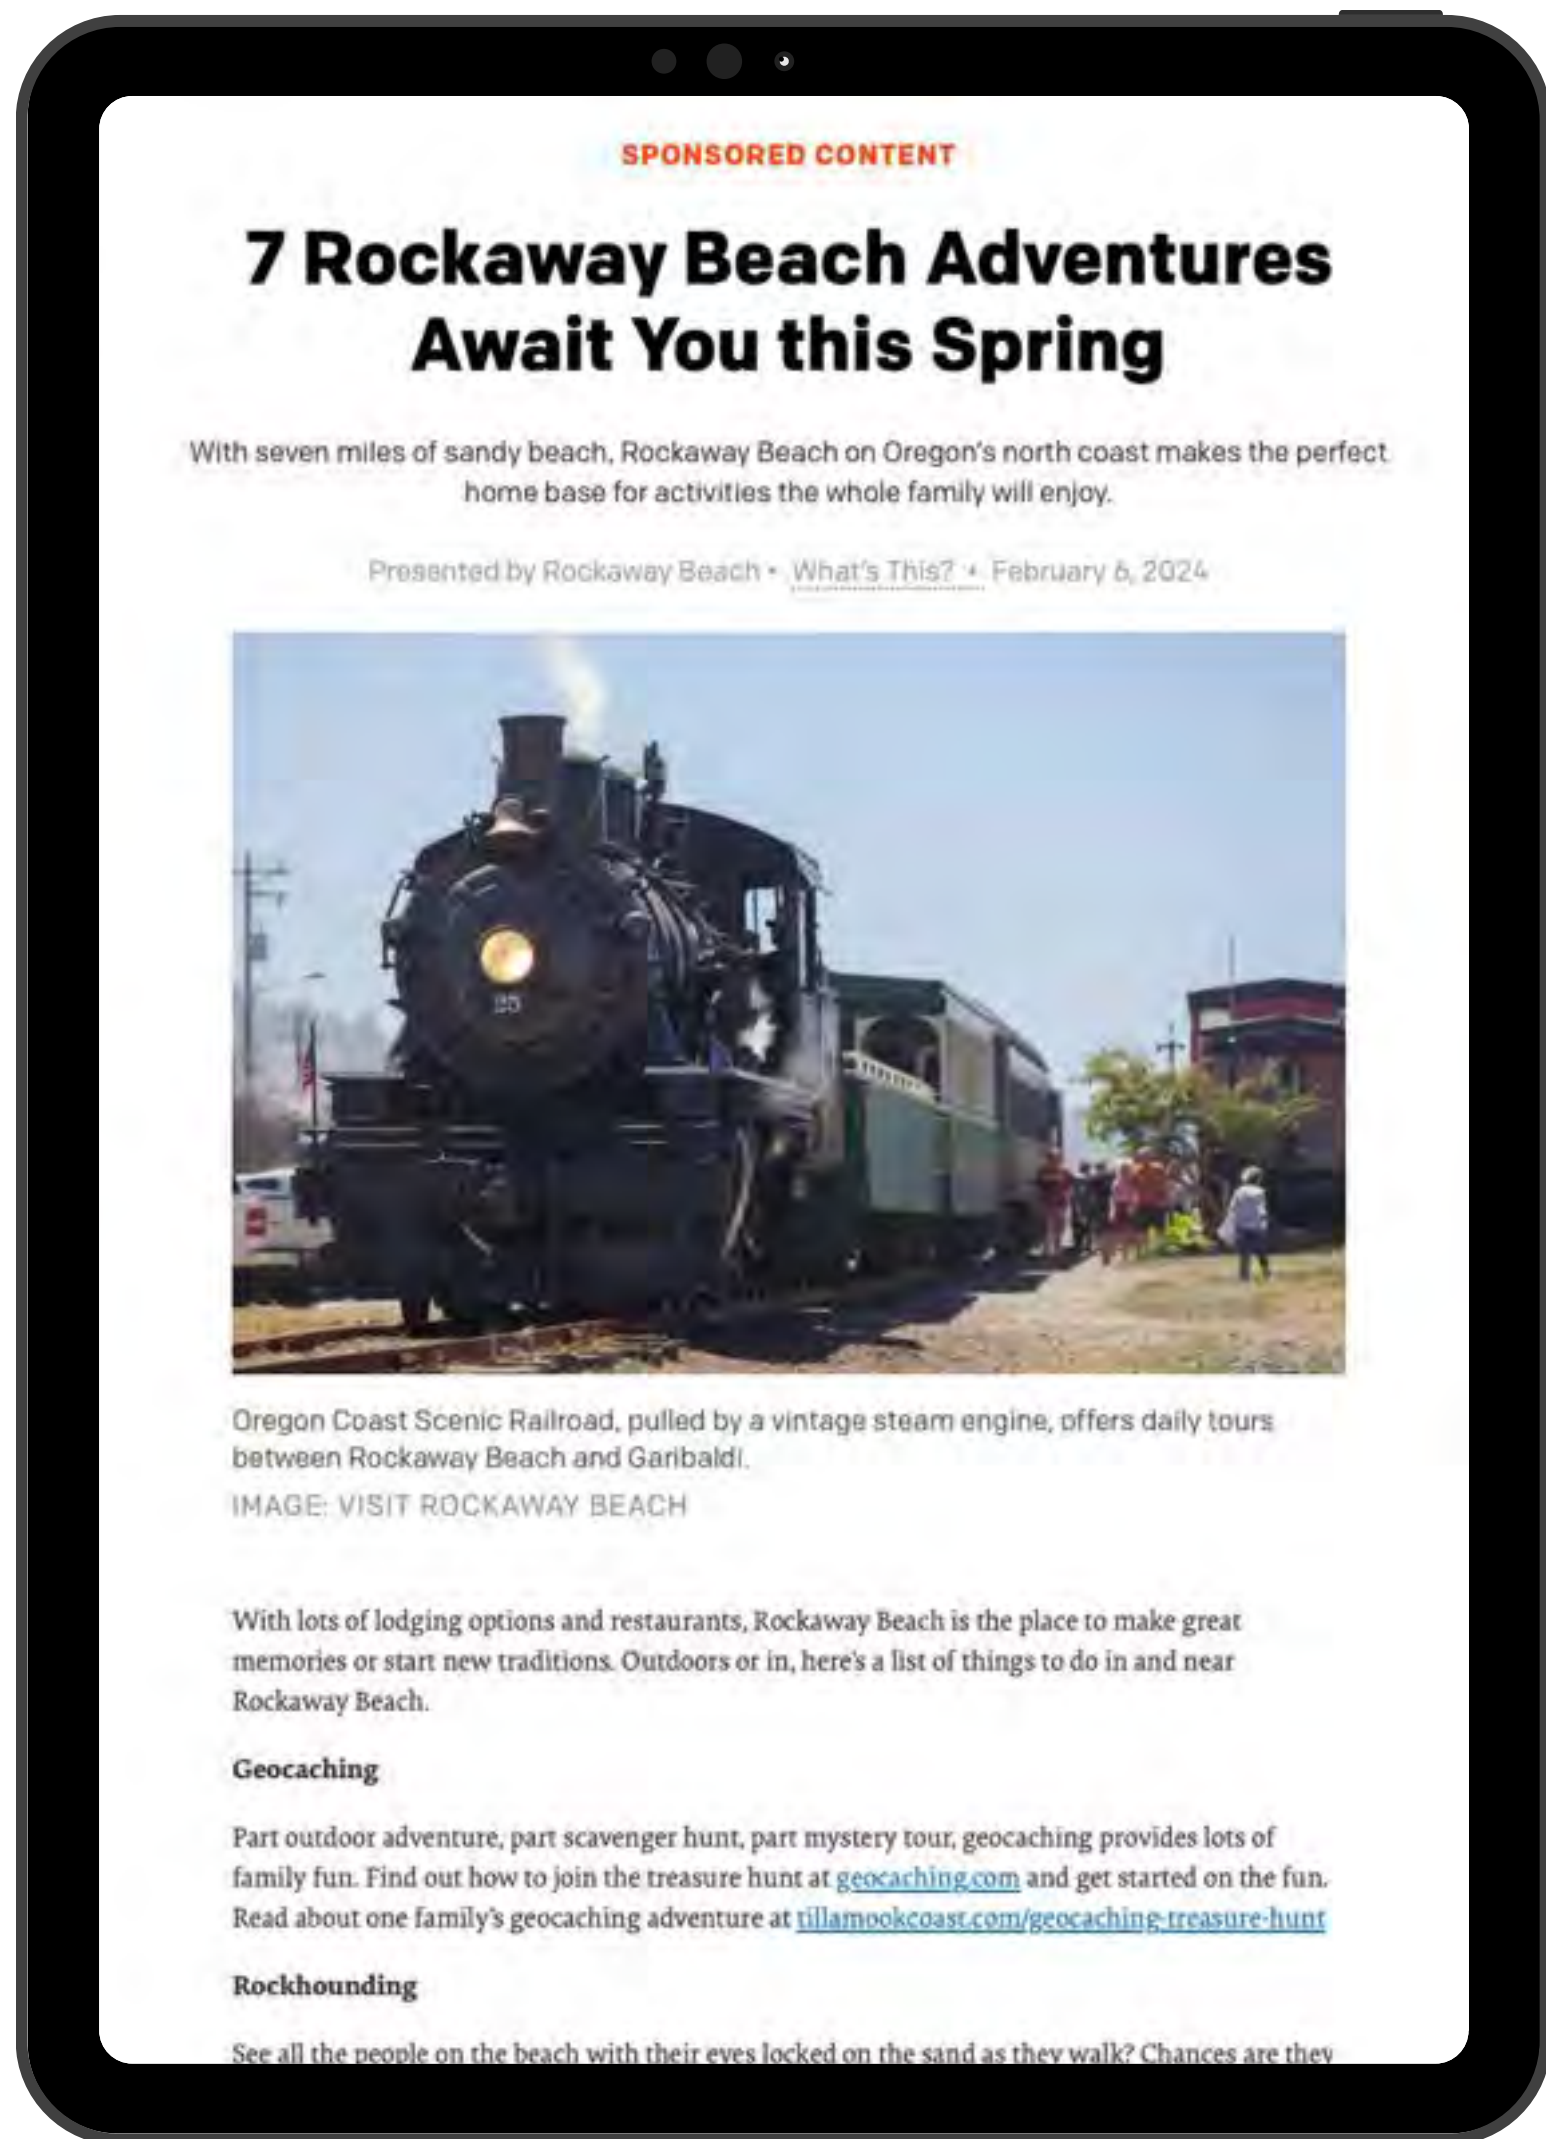 SPONSORED CONTENT
7 Rockaway Beach Adventures
Await You this Spring
With seven miles of sandy beach, Rockaway Beach on Oregon's north coast makes the perfect
home base for activities the whole family will enjoy.
Presented by Rockaway Beach • What's This? • February 6, 2024
25
Oregon Coast Scenic Railroad, pulled by a vintage steam engine, offers daily tours
between Rockaway Beach and Garibaldi.
IMAGE: VISIT ROCKAWAY BEACH
With lots of lodging options and restaurants, Rockaway Beach is the place to make great
memories or start new traditions. Outdoors or in, here's a list of things to do in and near
Rockaway Beach.
Geocaching
Part outdoor adventure, part scavenger hunt, part mystery tour, geocaching provides lots of
family fun. Find out how to join the treasure hunt at geocaching.com and get started on the fun.
Read about one family's geocaching adventure at tillamookcoast.com/geocaching-treasure-hunt
Rockhounding
See all the people on the beach with their eyes locked on the sand as they walk? Chances are they